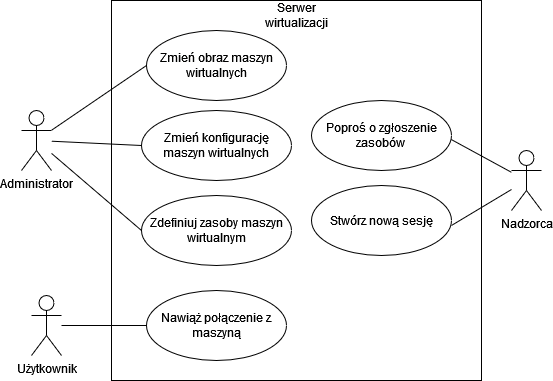 Serwer
wirtualizacji
Zmień obraz maszyn
wirtualnych
Zmień konfigurację
maszyn wirtualnych
Poproś o zgłoszenie
zasobów
Administrator
Zdefiniuj zasoby maszyn
wirtualnym
Stwórz nową sesję
Nadzorca
Nawiąż połączenie z
maszyną
Użytkownik